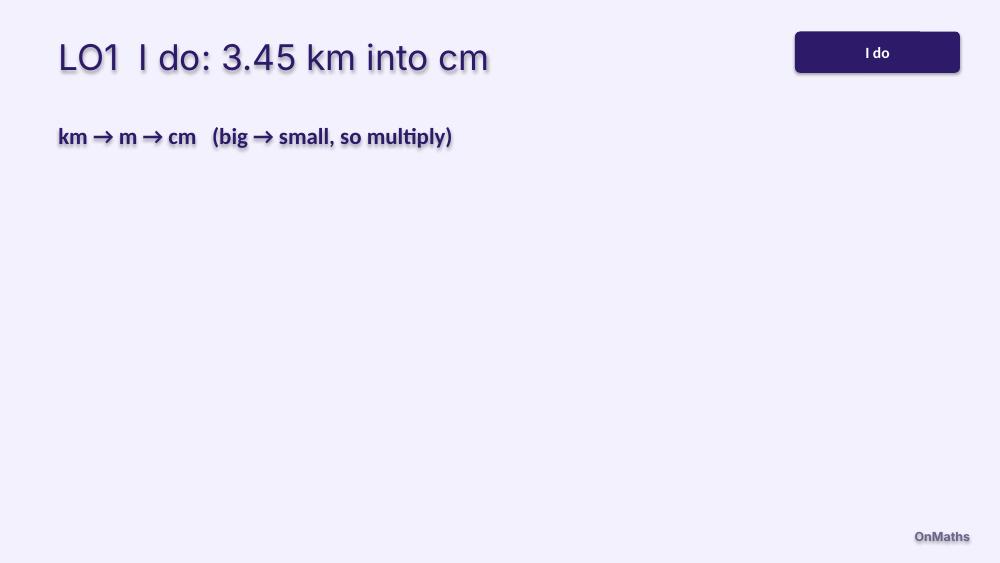 LO1  I do: 3.45 km into cm
I do
km → m → cm  (big → small, so multiply)
OnMaths